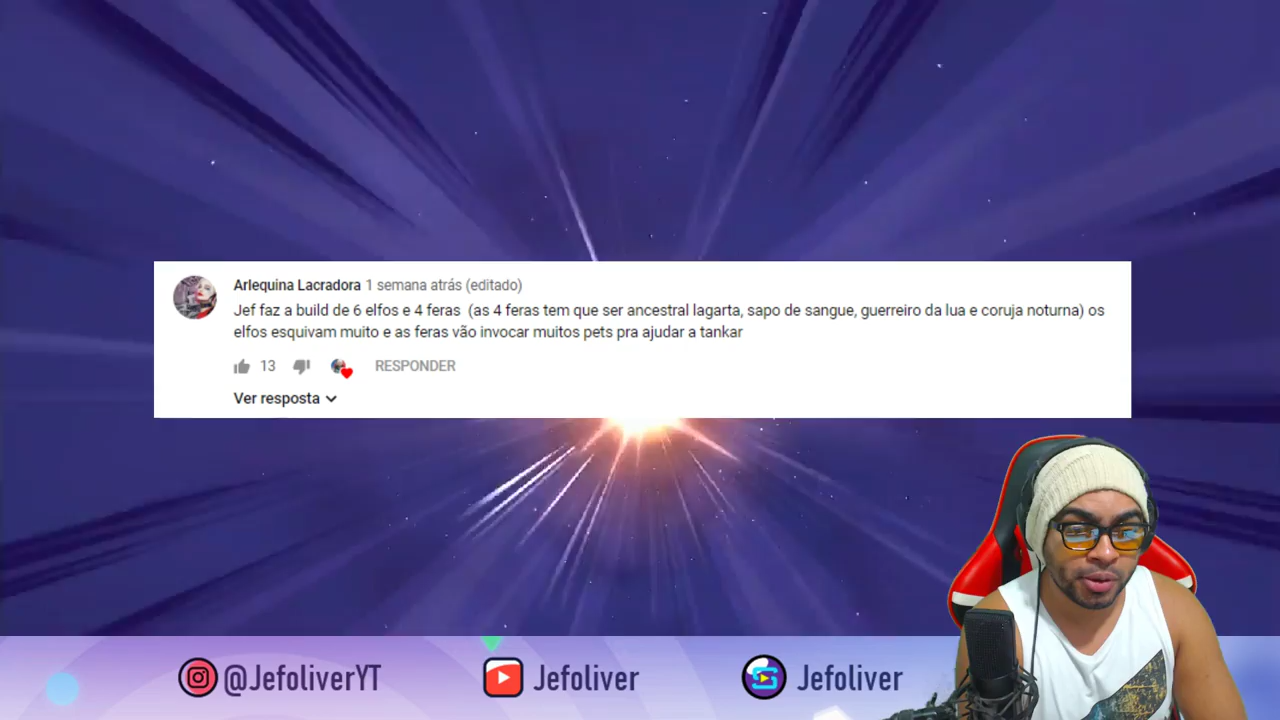 Arlequina Lacradora 1 semana atrás (editado)
Jef faz a build de 6 elfos e 4 feras (as 4 feras tem que ser ancestral lagarta, sapo de sangue, guerreiro da lua e coruja noturna) os
elfos esquivam muito e as feras vão invocar muitos pets pra ajudar a tankar
13 RESPONDER
Ver resposta
@JefoliverYT Jefoliver Jefoliver